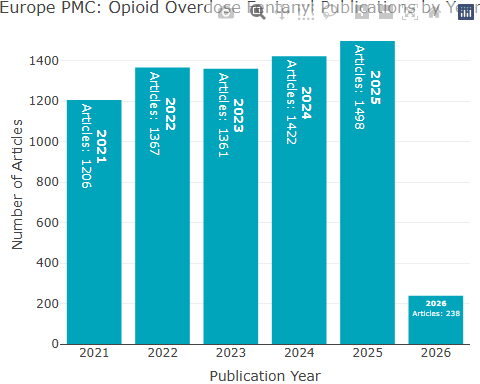 Europe PMC: Opioid Overdose Fentanyl Publications by Year
Number of Articles
1400
1200
1000
800
600
400
200
0
2021
Articles: 1206
2022
Articles: 1367
2023
Articles: 1361
2024
Articles: 1422
2025
Articles: 1498
2026
Articles: 238
2021 2022 2023 2024 2025 2026
Publication Year